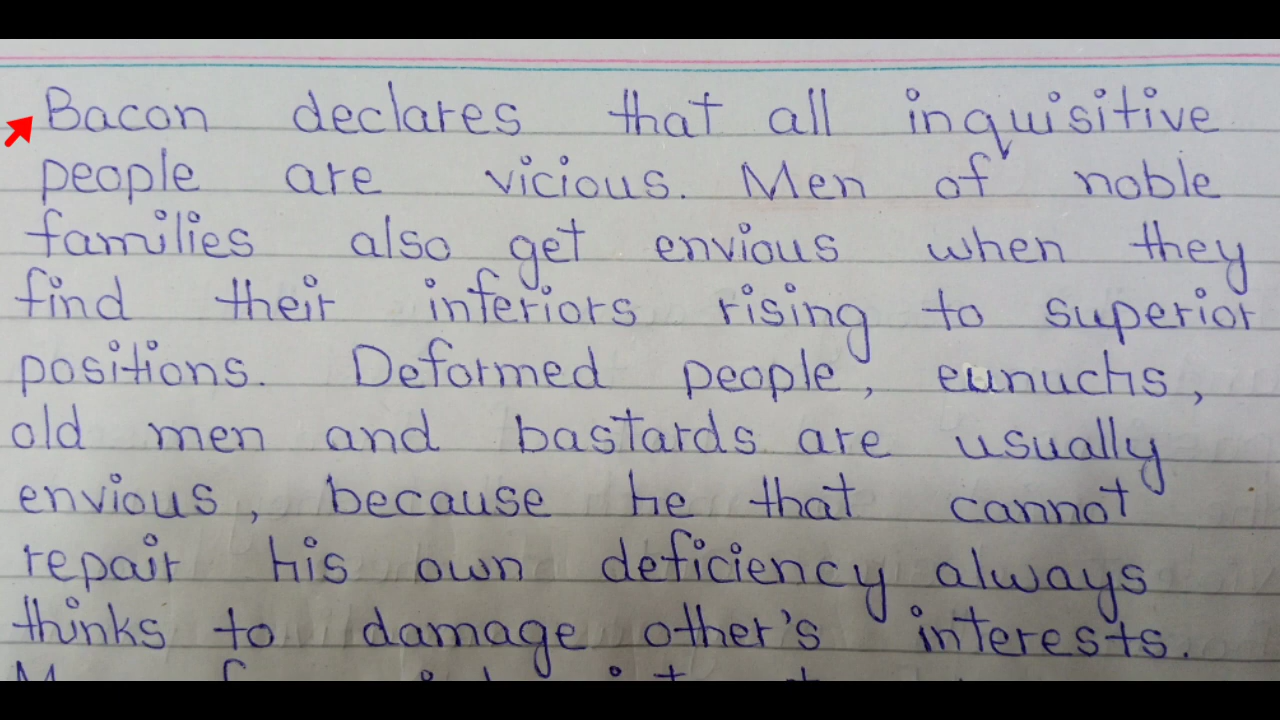 Bacon declares that all inquisitive
people are vicious. Men of noble
families also get envious when they
find their inferiors rising to superior
positions. Deformed people, eunuchs,
old men and bastards are usually
envious, because he that cannot
repair his own deficiency always
thinks to damage other's interests.